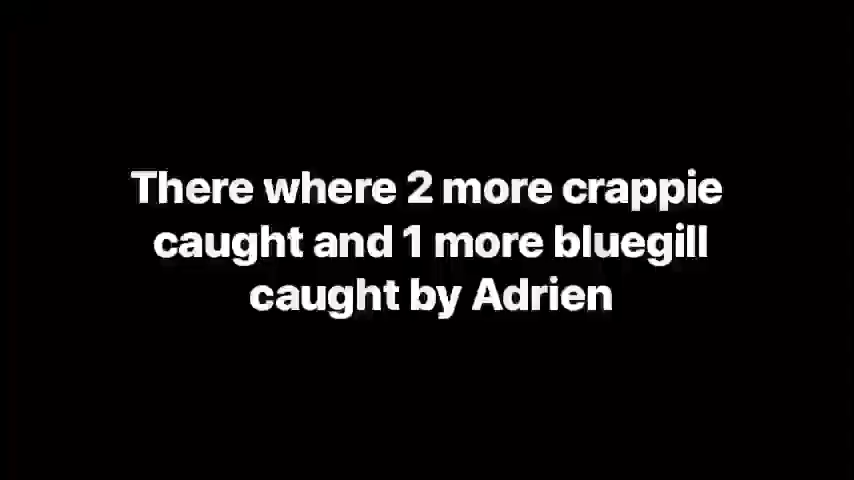 There where 2 more crappie
caught and 1 more bluegill
caught by Adrien